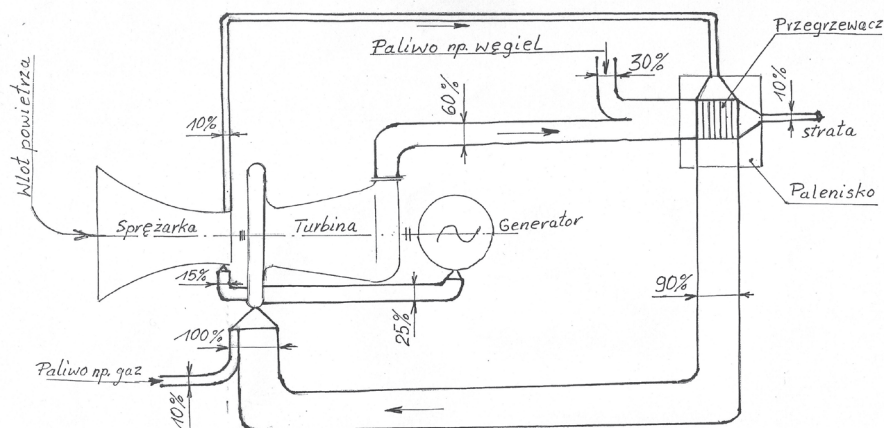 Paliwo np. węgiel
Przegrzewacz
30%
10%
60%
10%
strata
Wlot powietrza
Palenisko
Sprężarka
Turbina
Generator
15%
90%
25%
100%
Paliwo np. gaz
10%